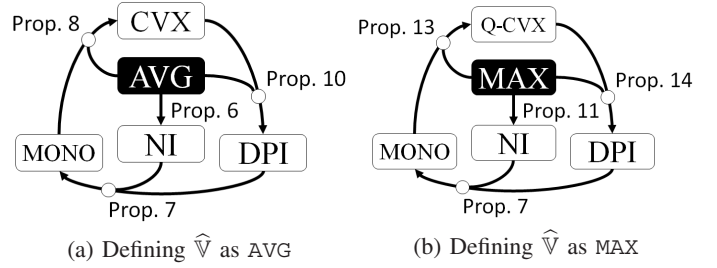 Prop. 8
CVX
AVG
Prop. 10
Prop. 6
MONO
NI
DPI
Prop. 7
(a) Defining V̂ as AVG
Prop. 13
Q-CVX
MAX
Prop. 14
Prop. 11
MONO
NI
DPI
Prop. 7
(b) Defining V̂ as MAX